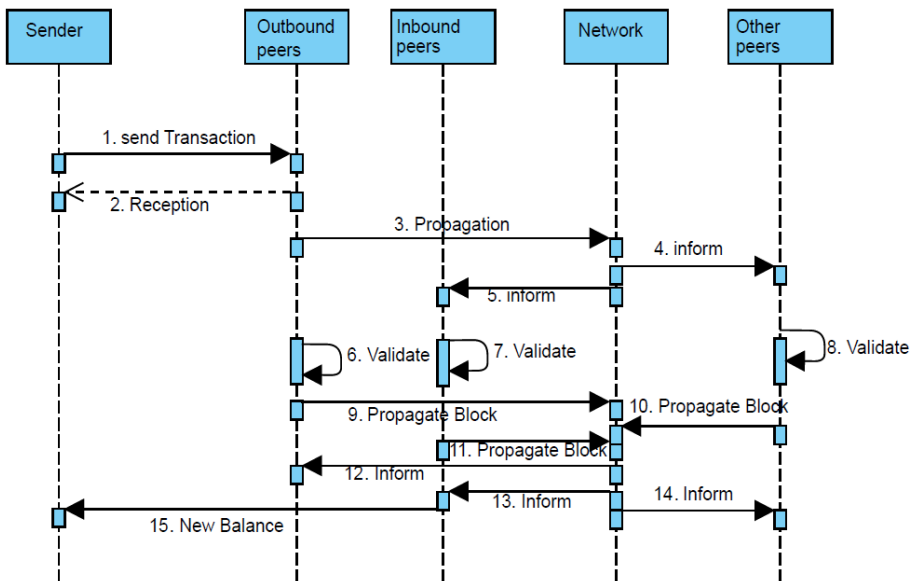 Sender
Outbound
peers
Inbound
peers
Network
Other
peers
1. send Transaction
2. Reception
3. Propagation
4. inform
5. inform
6. Validate
7. Validate
8. Validate
9. Propagate Block
10. Propagate Block
11. Propagate Block
12. Inform
13. Inform
14. Inform
15. New Balance